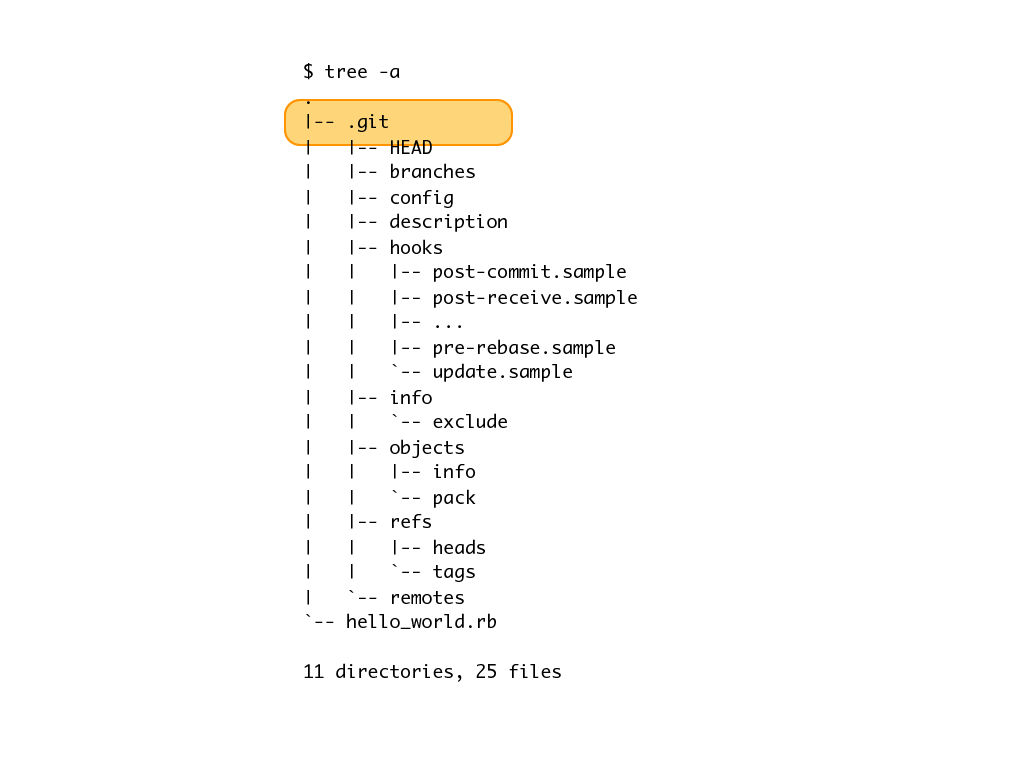 $ tree -a
.
|-- .git
|   |-- HEAD
|   |-- branches
|   |-- config
|   |-- description
|   |-- hooks
|   |   |-- post-commit.sample
|   |   |-- post-receive.sample
|   |   |-- ...
|   |   |-- pre-rebase.sample
|   |   `-- update.sample
|   |-- info
|   |   `-- exclude
|   |-- objects
|   |   |-- info
|   |   `-- pack
|   |-- refs
|   |   |-- heads
|   |   `-- tags
|   `-- remotes
`-- hello_world.rb
11 directories, 25 files